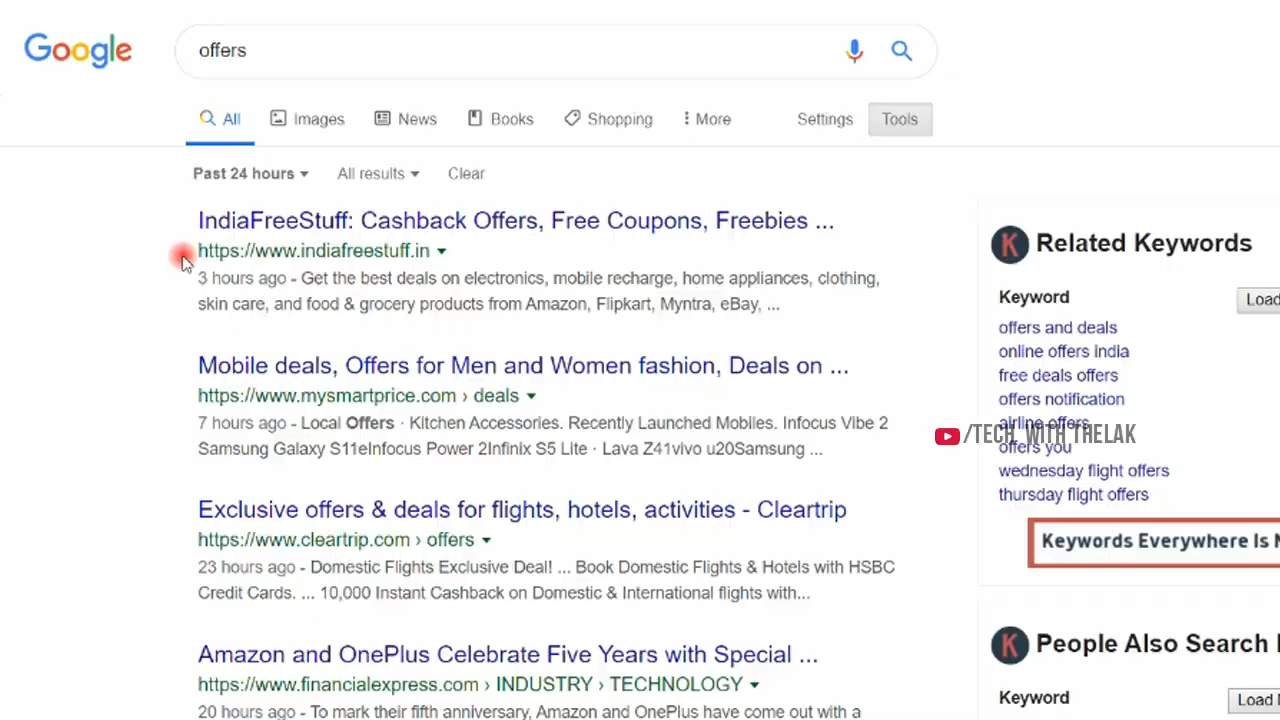 Google
offers
All
Images
News
Books
Shopping
More
Settings
Tools
Past 24 hours
All results
Clear
IndiaFreeStuff: Cashback Offers, Free Coupons, Freebies ...
https://www.indiafreestuff.in
3 hours ago - Get the best deals on electronics, mobile recharge, home appliances, clothing,
skin care, and food & grocery products from Amazon, Flipkart, Myntra, eBay, ...
Mobile deals, Offers for Men and Women fashion, Deals on ...
https://www.mysmartprice.com › deals
7 hours ago - Local Offers · Kitchen Accessories. Recently Launched Mobiles. Infocus Vibe 2
Samsung Galaxy S11eInfocus Power 2Infinix S5 Lite · Lava Z41vivo u20Samsung ...
Exclusive offers & deals for flights, hotels, activities - Cleartrip
https://www.cleartrip.com › offers
23 hours ago - Domestic Flights Exclusive Deal! ... Book Domestic Flights & Hotels with HSBC
Credit Cards. ... 10,000 Instant Cashback on Domestic & International flights with...
Amazon and OnePlus Celebrate Five Years with Special ...
https://www.financialexpress.com › INDUSTRY › TECHNOLOGY
20 hours ago - To mark their fifth anniversary, Amazon and OnePlus have come out with a
K
Related Keywords
Keyword
Load
offers and deals
online offers india
free deals offers
offers notification
airline offers
/TECH WITH THELAK
offers you
wednesday flight offers
thursday flight offers
Keywords Everywhere Is
K
People Also Search
Keyword
Load